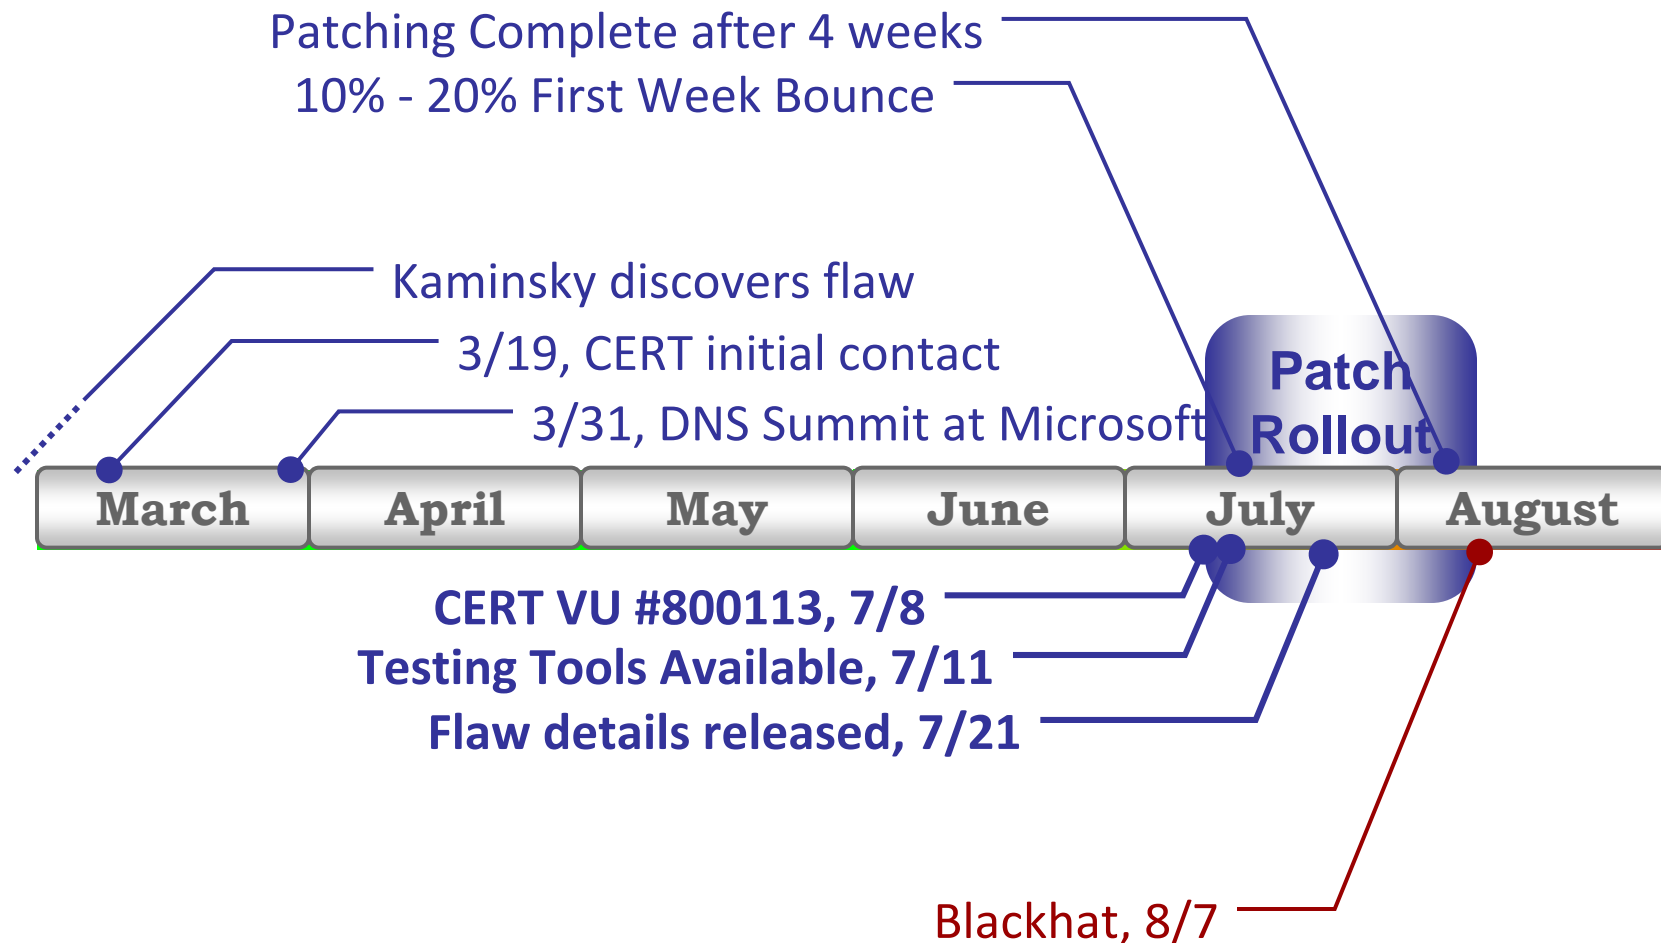 Patching Complete after 4 weeks
10% - 20% First Week Bounce
Kaminsky discovers flaw
3/19, CERT initial contact
3/31, DNS Summit at Microsoft
Patch
Rollout
March April May June July August
CERT VU #800113, 7/8
Testing Tools Available, 7/11
Flaw details released, 7/21
Blackhat, 8/7